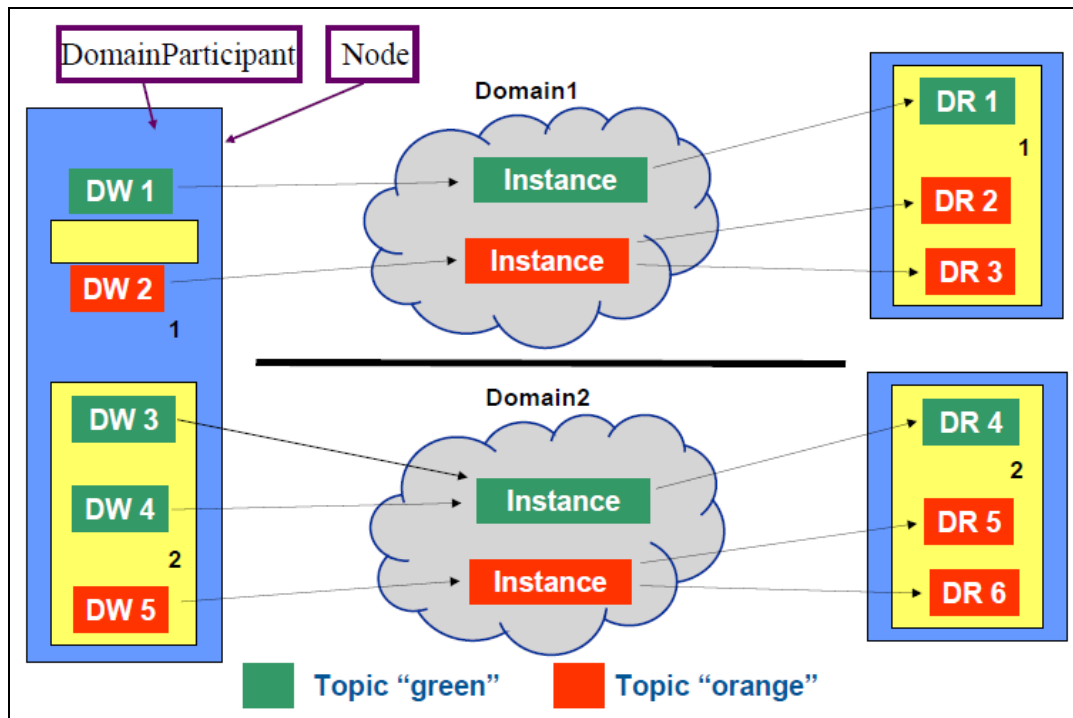 DomainParticipant
Node
Domain1
DW 1
Instance
DR 1
1
DW 2
1
Instance
DR 2
DR 3
Domain2
DW 3
DW 4
2
DW 5
Instance
Instance
DR 4
2
DR 5
DR 6
Topic “green”
Topic “orange”